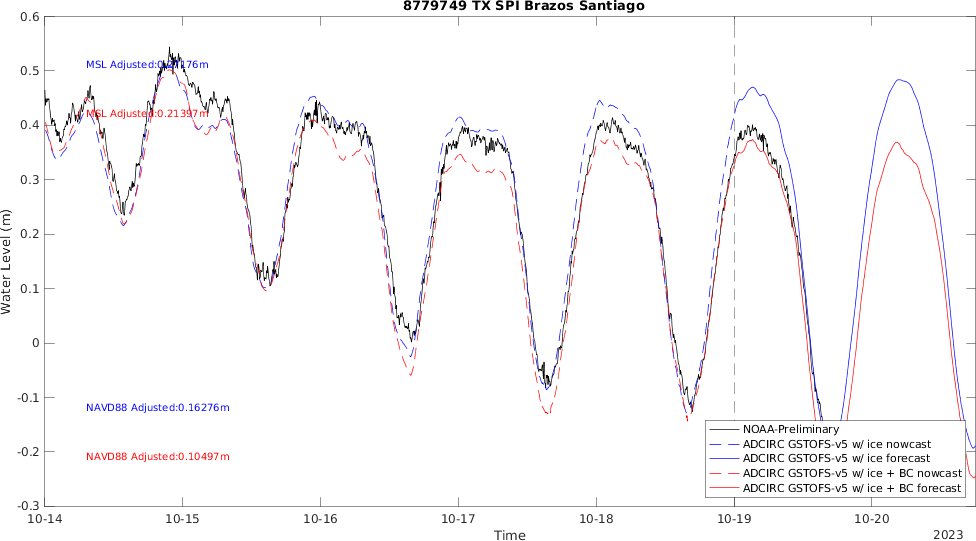 8779749 TX SPI Brazos Santiago
0.6
0.5
0.4
0.3
0.2
0.1
0
-0.1
-0.2
-0.3
Water Level (m)
MSL Adjusted:0.27176m
MSL Adjusted:0.21397m
NAVD88 Adjusted:0.16276m
NAVD88 Adjusted:0.10497m
NOAA-Preliminary
ADCIRC GSTOFS-v5 w/ ice nowcast
ADCIRC GSTOFS-v5 w/ ice forecast
ADCIRC GSTOFS-v5 w/ ice + BC nowcast
ADCIRC GSTOFS-v5 w/ ice + BC forecast
10-14 10-15 10-16 10-17 10-18 10-19 10-20
Time
2023